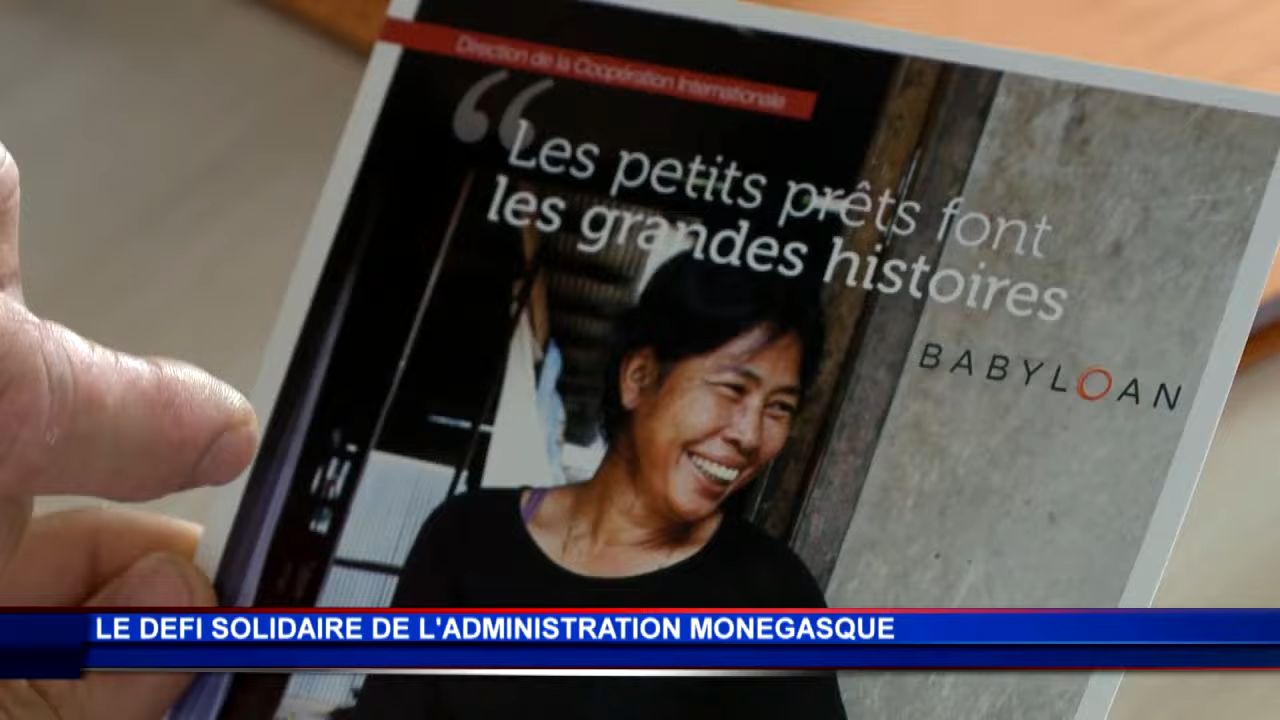 Direction de la Coopération Internationale
“Les petits prêts font
les grandes histoires
BABYLOAN
LE DEFI SOLIDAIRE DE L'ADMINISTRATION MONEGASQUE